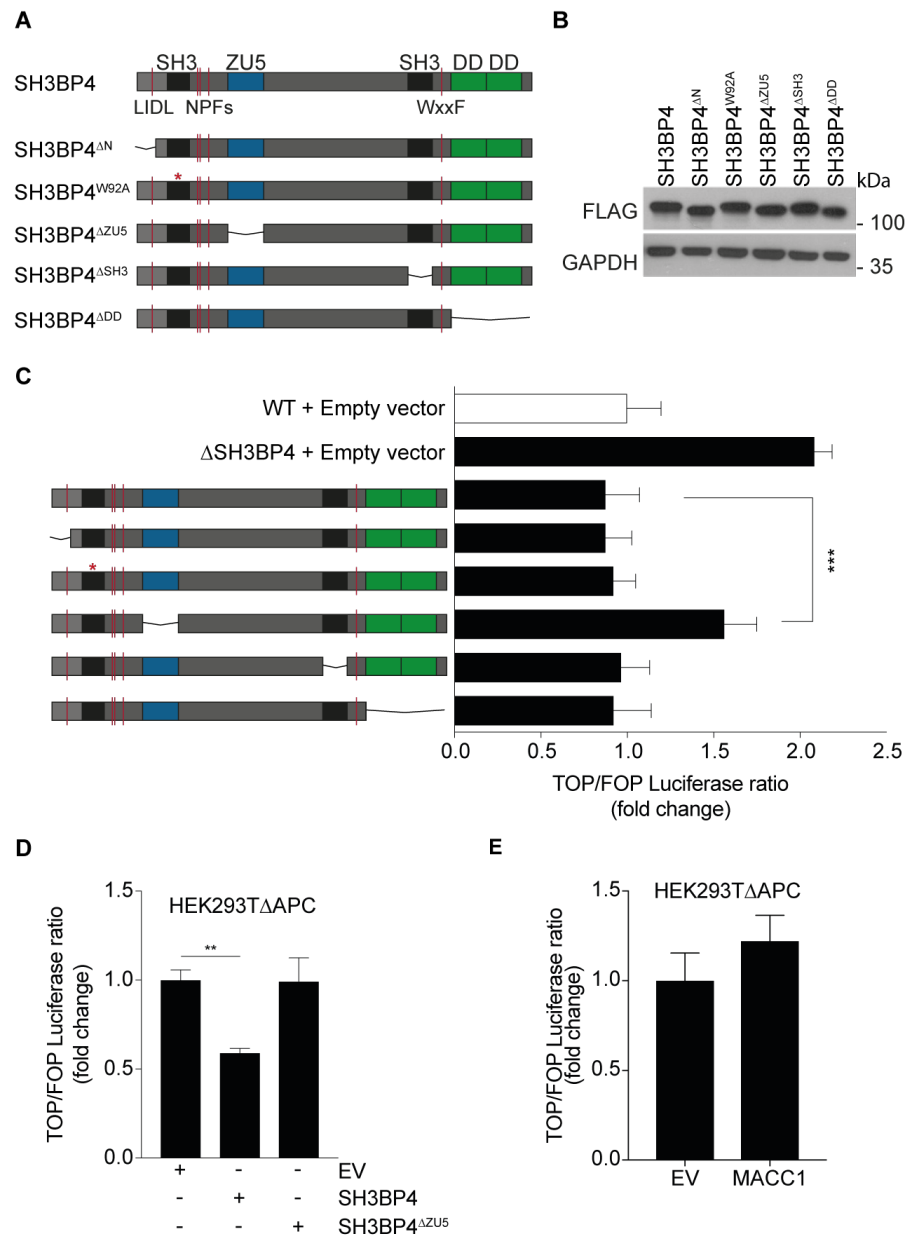 A
SH3 ZU5 SH3 DD DD
SH3BP4
LIDL NPFs WxxF
SH3BP4ΔN
SH3BP4W92A
*
SH3BP4ΔZU5
SH3BP4ΔSH3
SH3BP4ΔDD
B
SH3BP4
SH3BP4ΔN
SH3BP4W92A
SH3BP4ΔZU5
SH3BP4ΔSH3
SH3BP4ΔDD
kDa
FLAG
- 100
GAPDH
- 35
C
WT + Empty vector
ΔSH3BP4 + Empty vector
*
***
0.0 0.5 1.0 1.5 2.0 2.5
TOP/FOP Luciferase ratio
(fold change)
D
HEK293TΔAPC
TOP/FOP Luciferase ratio
(fold change)
1.5
1.0
0.5
0.0
**
+ - - EV
- + - SH3BP4
- - + SH3BP4ΔZU5
E
HEK293TΔAPC
TOP/FOP Luciferase ratio
(fold change)
1.5
1.0
0.5
0.0
EV MACC1